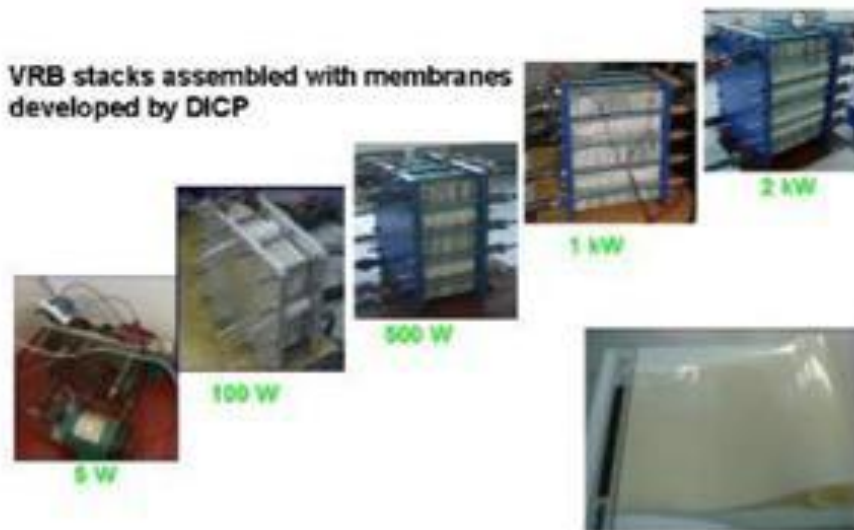 VRB stacks assembled with membranes
developed by DICP
2 kW
1 kW
500 W
100 W
5 W